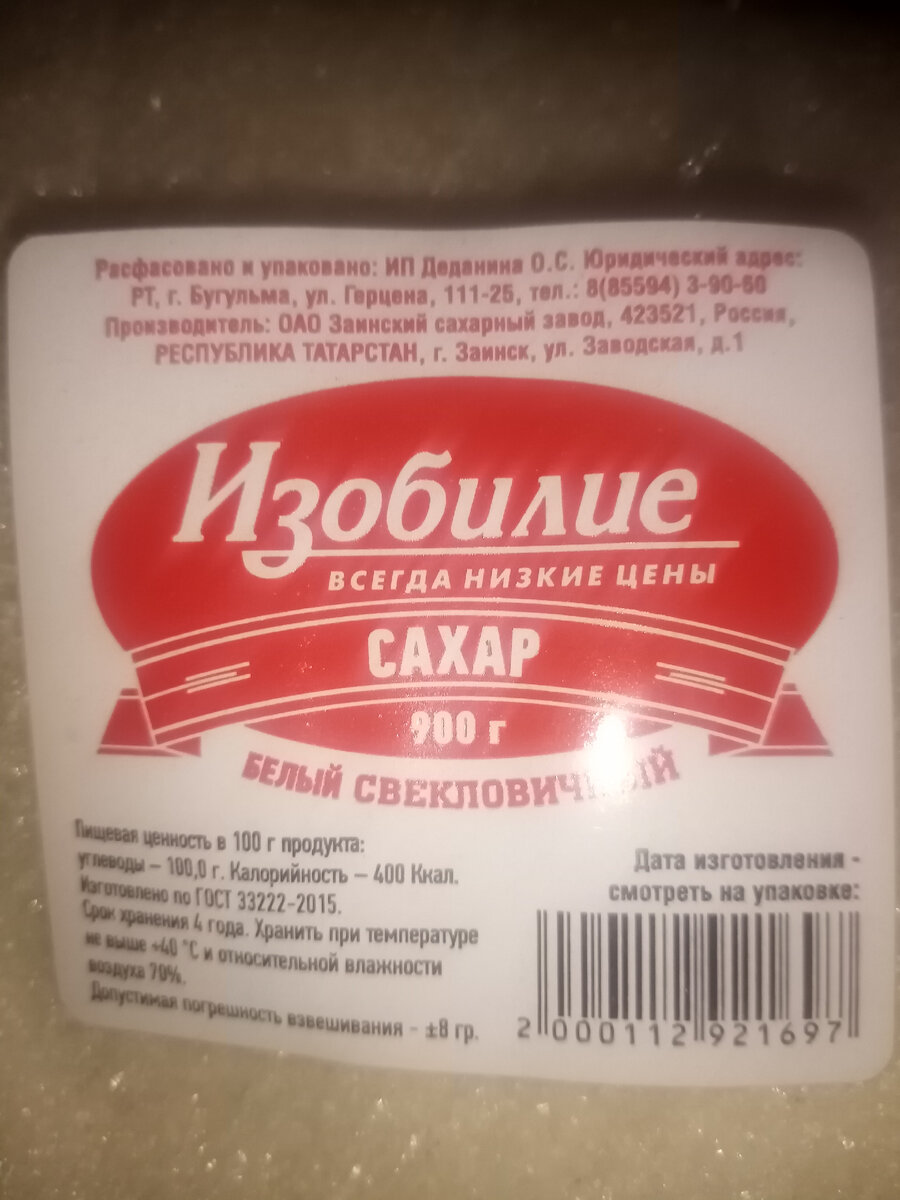 Расфасовано и упаковано: ИП Деданина О.С. Юридический адрес:
РТ, г. Бугульма, ул. Герцена, 111-25, тел.: 8(85594) 3-90-60
Производитель: ОАО Заинский сахарный завод, 423521, Россия,
РЕСПУБЛИКА ТАТАРСТАН, г. Заинск, ул. Заводская, д.1
Изобилие
ВСЕГДА НИЗКИЕ ЦЕНЫ
САХАР
900 г
БЕЛЫЙ СВЕКЛОВИЧНЫЙ
Пищевая ценность в 100 г продукта:
углеводы – 100,0 г. Калорийность – 400 Ккал.
Изготовлено по ГОСТ 33222-2015.
Срок хранения 4 года. Хранить при температуре
не выше +40 °С и относительной влажности
воздуха 70%.
Допустимая погрешность взвешивания - ±8 гр.
Дата изготовления -
смотреть на упаковке:
2 000112 921697